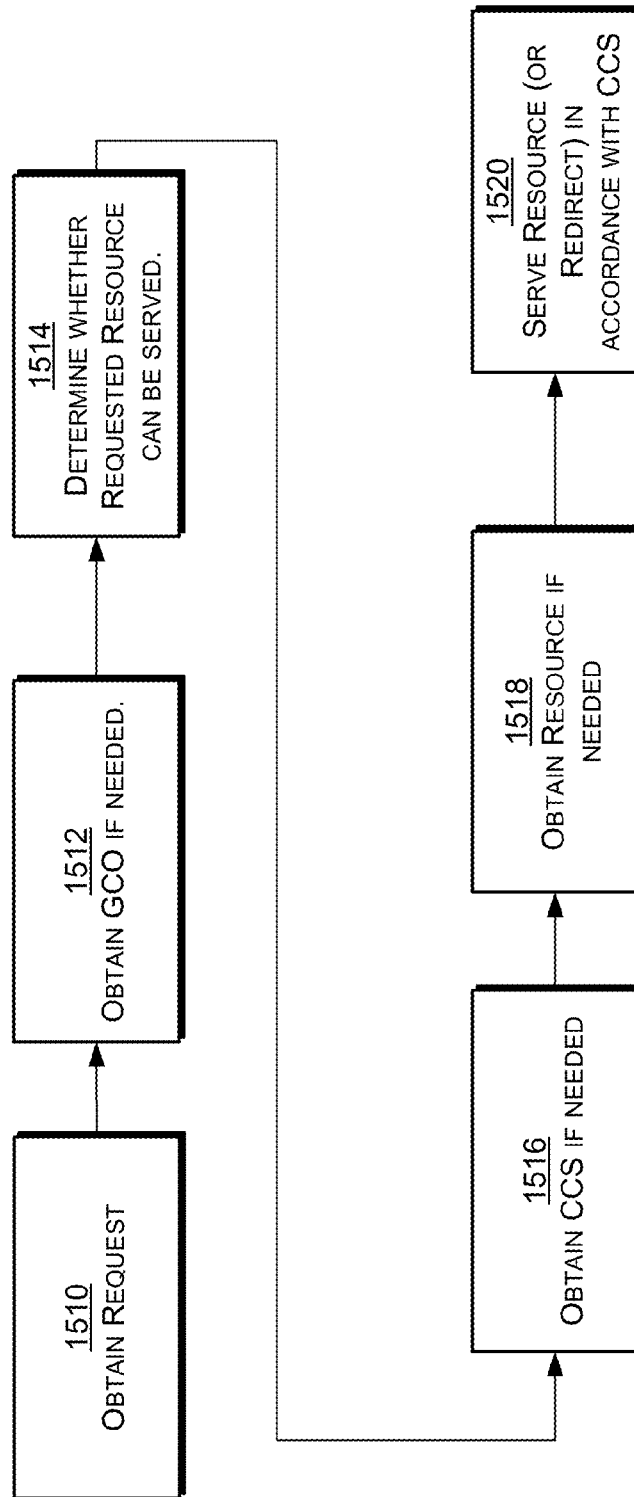 1510
OBTAIN REQUEST
1512
OBTAIN GCO IF NEEDED.
1514
DETERMINE WHETHER
REQUESTED RESOURCE
CAN BE SERVED.
1516
OBTAIN CCS IF NEEDED
1518
OBTAIN RESOURCE IF
NEEDED
1520
SERVE RESOURCE (OR
REDIRECT) IN
ACCORDANCE WITH CCS